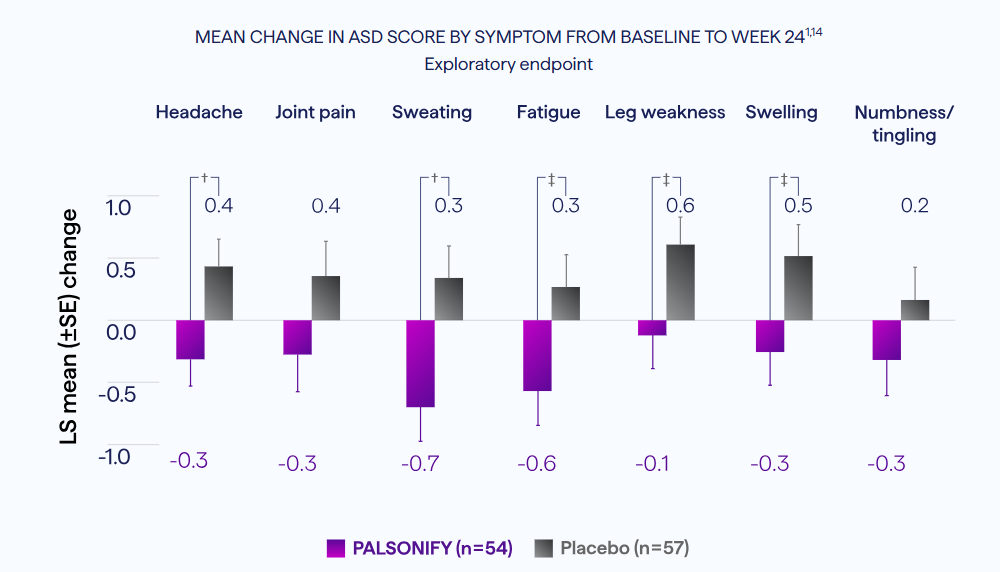 MEAN CHANGE IN ASD SCORE BY SYMPTOM FROM BASELINE TO WEEK 24¹,¹⁴
Exploratory endpoint
Headache
Joint pain
Sweating
Fatigue
Leg weakness
Swelling
Numbness/
tingling
† † ‡ ‡ ‡
0.4 0.4 0.3 0.3 0.6 0.5 0.2
LS mean (±SE) change
1.0
0.5
0.0
-0.5
-1.0
-0.3 -0.3 -0.7 -0.6 -0.1 -0.3 -0.3
PALSONIFY (n=54) Placebo (n=57)